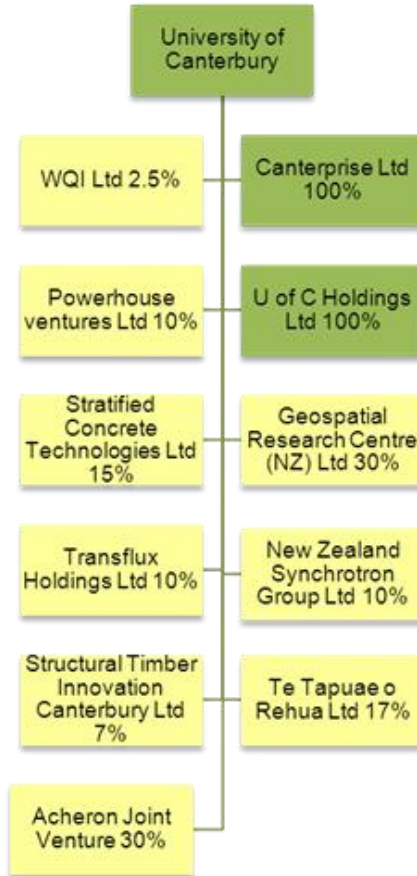 University of
Canterbury
WQI Ltd 2.5%
Canterprise Ltd
100%
Powerhouse
ventures Ltd 10%
U of C Holdings
Ltd 100%
Stratified
Concrete
Technologies Ltd
15%
Geospatial
Research Centre
(NZ) Ltd 30%
Transflux
Holdings Ltd 10%
New Zealand
Synchrotron
Group Ltd 10%
Structural Timber
Innovation
Canterbury Ltd
7%
Te Tapuae o
Rehua Ltd 17%
Acheron Joint
Venture 30%